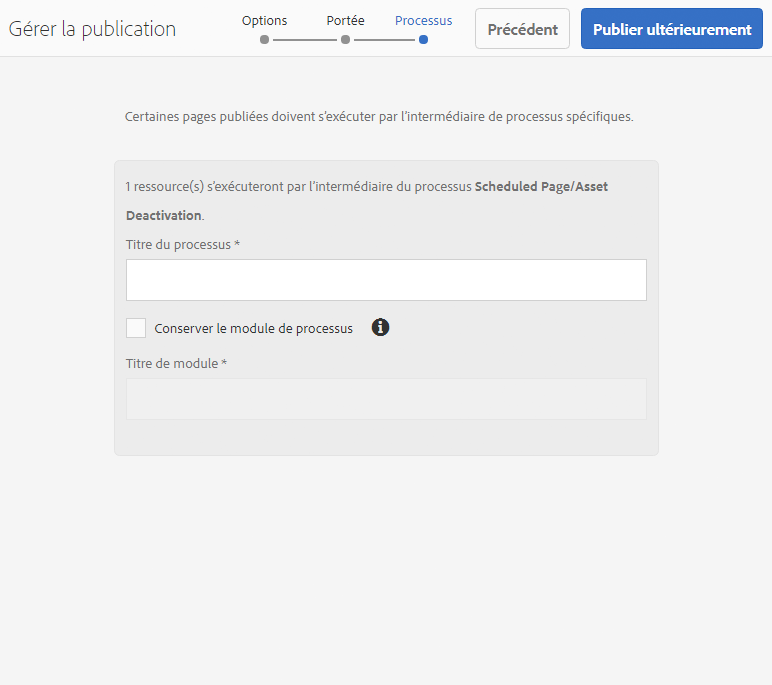 Gérer la publication
Options
Portée
Processus
Précédent
Publier ultérieurement
Certaines pages publiées doivent s'exécuter par l'intermédiaire de processus spécifiques.
1 ressource(s) s'exécuteront par l'intermédiaire du processus Scheduled Page/Asset
Deactivation.
Titre du processus *
Conserver le module de processus
Titre de module *